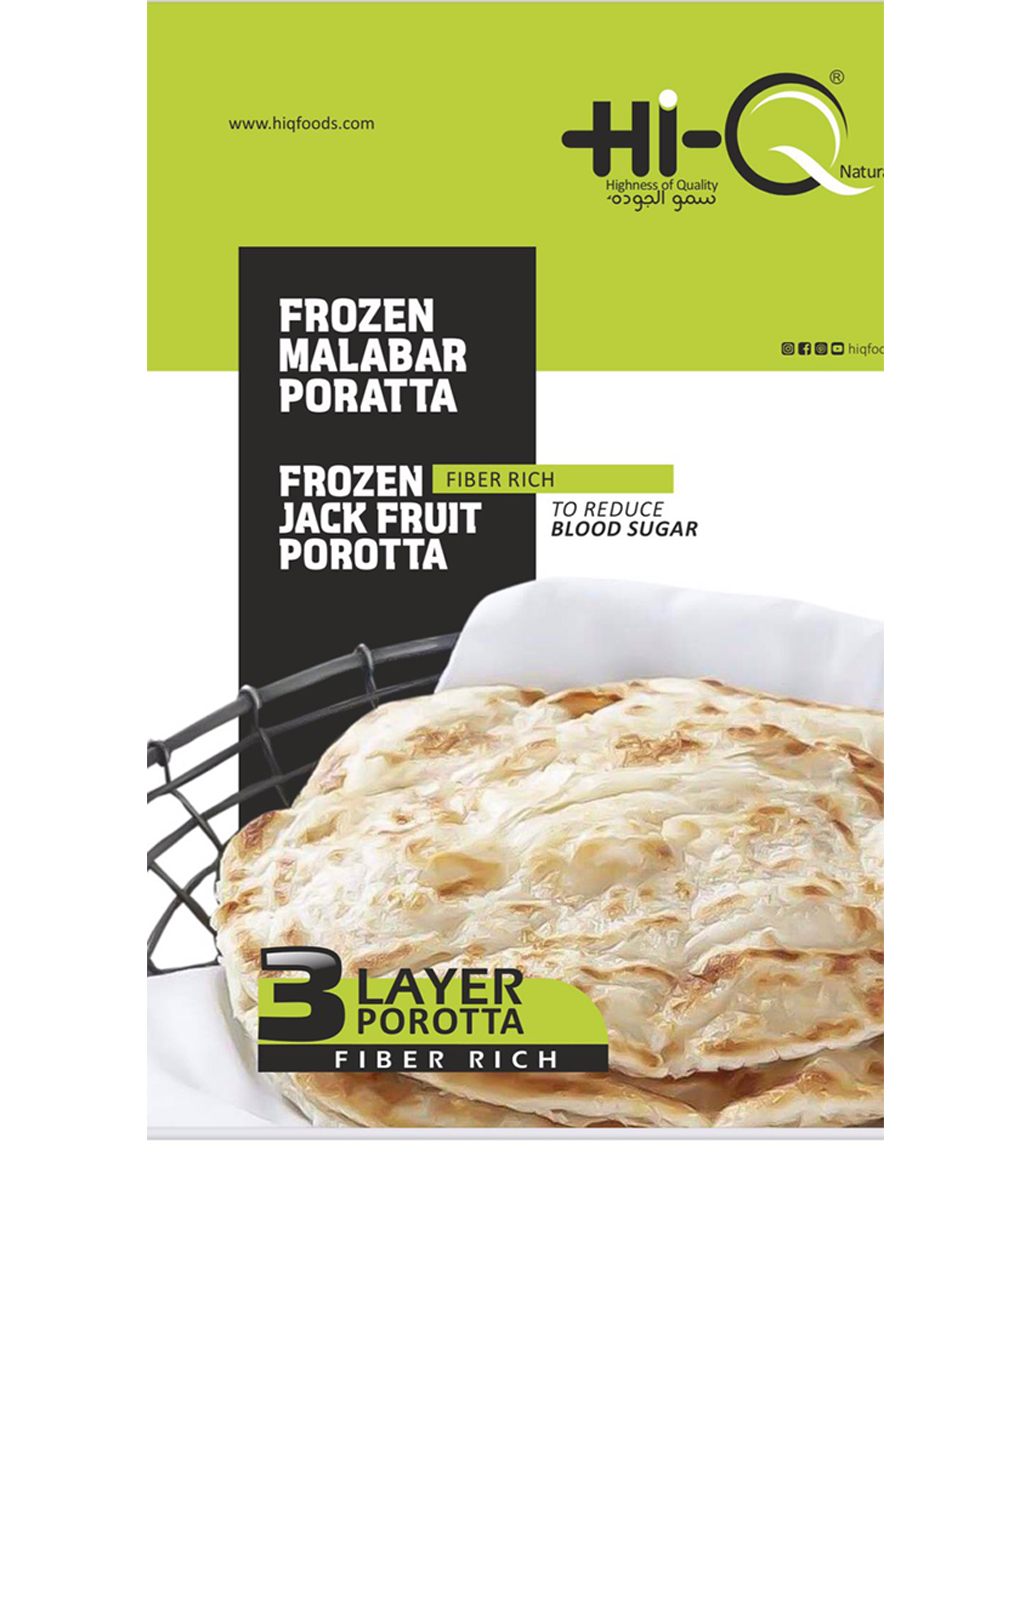 www.hiqfoods.com
Hi-Q®
Highness of Quality
سمو الجوده
FROZEN
MALABAR
PORATTA
FROZEN
JACK FRUIT
POROTTA
FIBER RICH
TO REDUCE
BLOOD SUGAR
3 LAYER
POROTTA
FIBER RICH